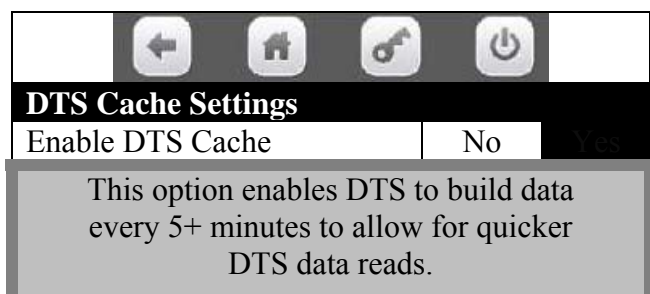 DTS Cache Settings
Enable DTS Cache No Yes
This option enables DTS to build data
every 5+ minutes to allow for quicker
DTS data reads.